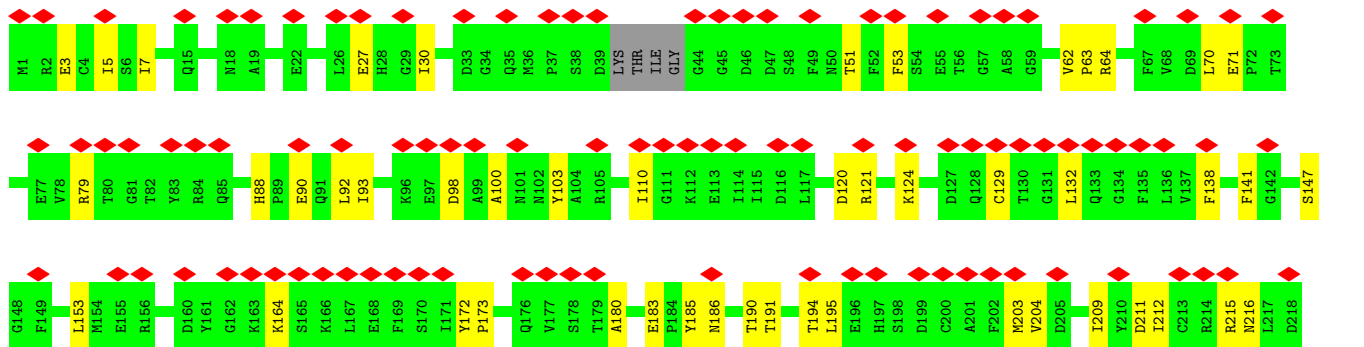 M1 R2 E3 C4 I5 S6 I7 Q15 N18 A19 E22 L26 E27 H28 G29 I30 D33 G34 Q35 M36 P37 S38 D39 LYS THR ILE GLY G44 G45 D46 D47 S48 F49 N50 T51 F52 F53 S54 E55 T56 G57 A58 G59 V62 P63 R64 F67 V68 D69 L70 E71 P72 T73
E77 V78 R79 T80 G81 T82 Y83 R84 Q85 H88 P89 E90 Q91 L92 I93 K96 E97 D98 A99 A100 N101 N102 Y103 A104 R105 I110 G111 K112 E113 I114 I115 D116 L117 D120 R121 K124 D127 Q128 C129 T130 G131 L132 Q133 G134 F135 L136 V137 F138 F141 G142 S147
G148 F149 L153 M154 E155 R156 D160 Y161 G162 K163 K164 S165 K166 L167 E168 F169 S170 I171 Y172 P173 Q176 V177 S178 T179 A180 E183 P184 Y185 N186 T190 T191 T194 L195 E196 H197 S198 D199 C200 A201 F202 M203 V204 D205 I209 Y210 D211 I212 C213 R214 R215 N216 L217 D218